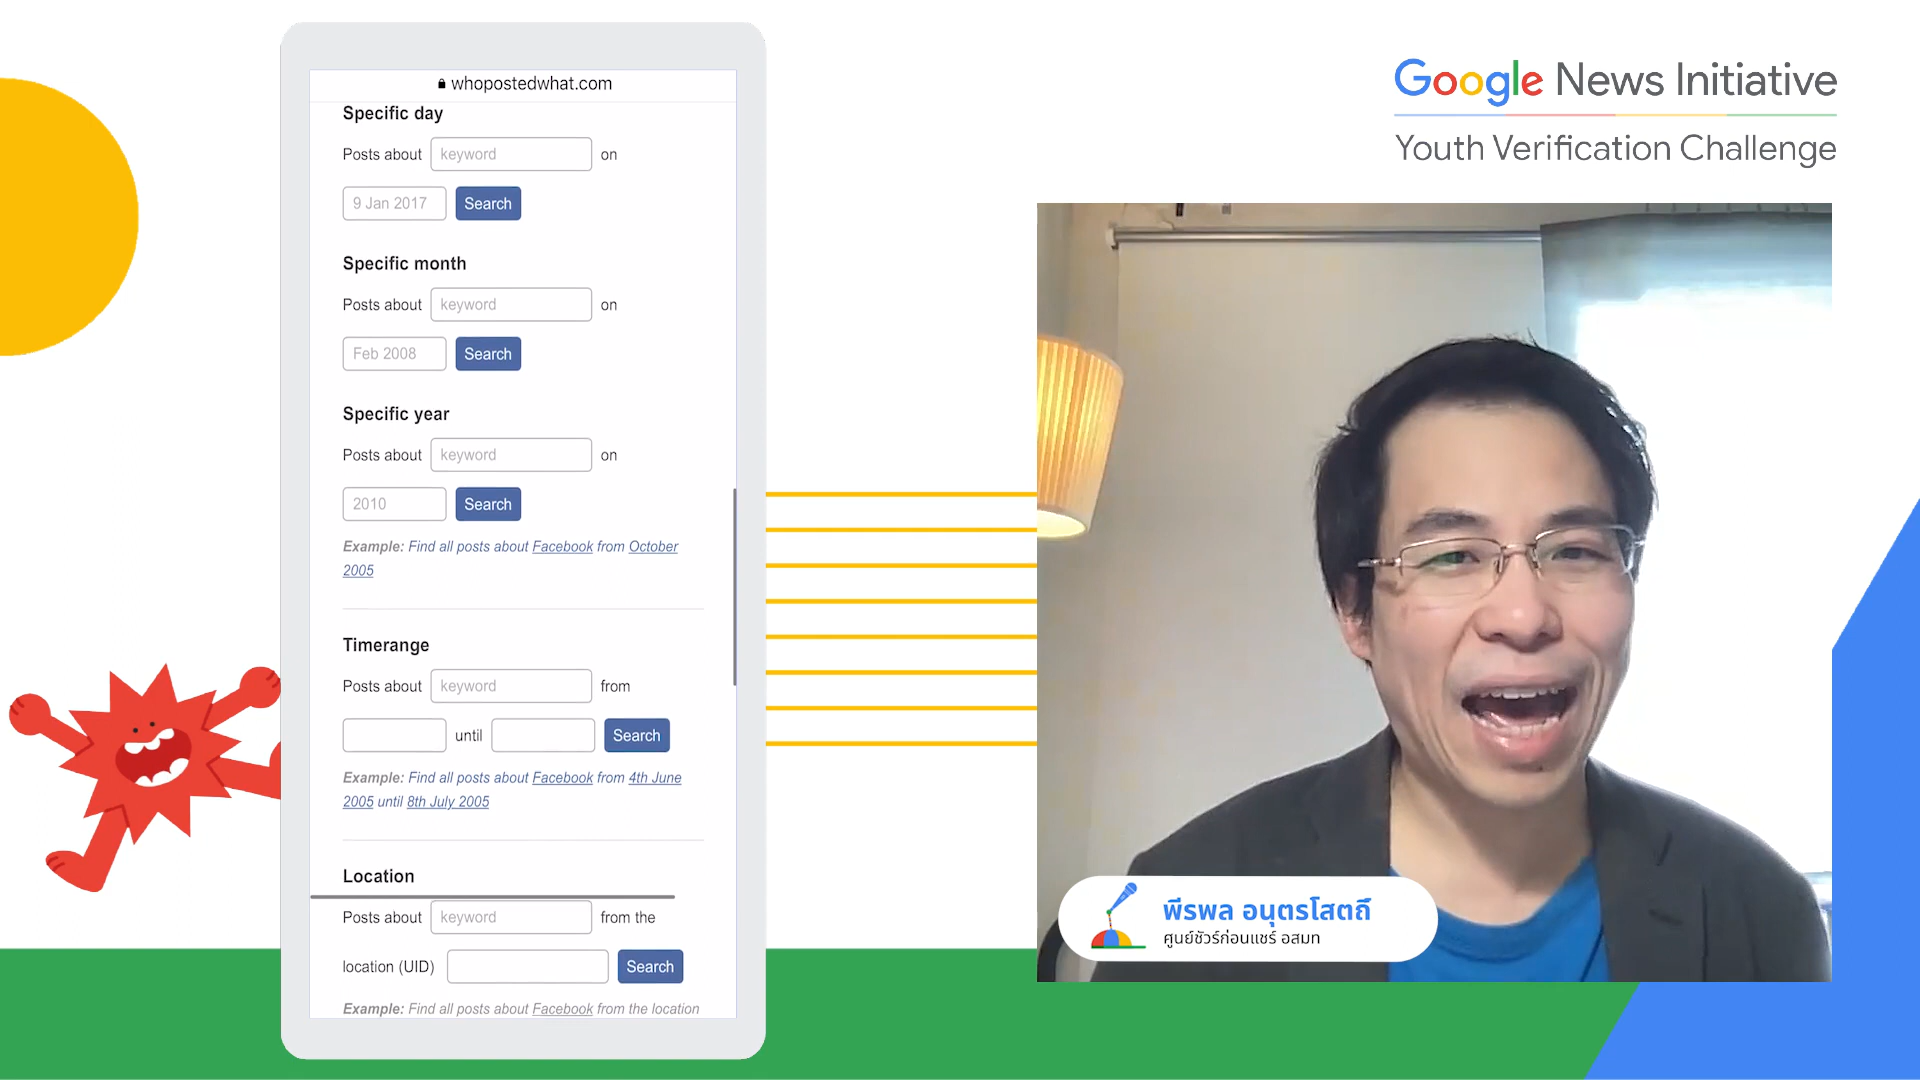 whopostedwhat.com
Specific day
Posts about keyword on
9 Jan 2017 Search
Specific month
Posts about keyword on
Feb 2008 Search
Specific year
Posts about keyword on
2010 Search
Example: Find all posts about Facebook from October
2005
Timerange
Posts about keyword from
until Search
Example: Find all posts about Facebook from 4th June
2005 until 8th July 2005
Location
Posts about keyword from the
location (UID) Search
Example: Find all posts about Facebook from the location
Google News Initiative
Youth Verification Challenge
พีรพล อนุตรโสตถิ์
ศูนย์ชัวร์ก่อนแชร์ อสมท